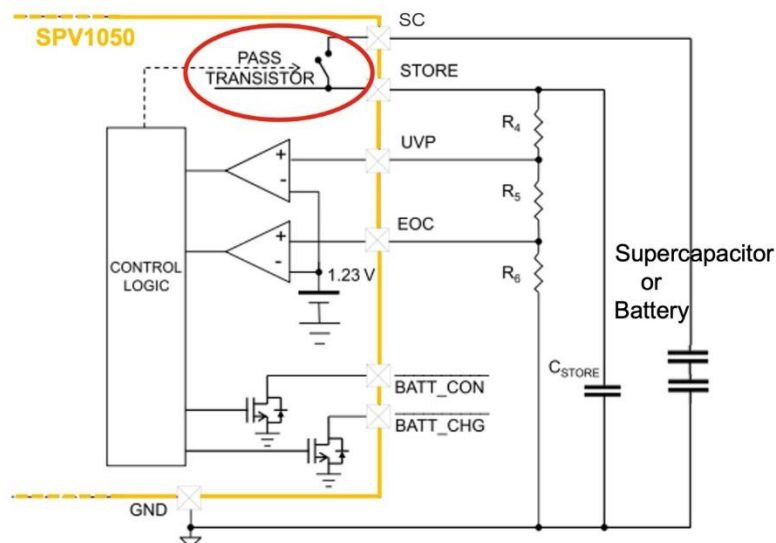 SC
SPV1050
PASS
TRANSISTOR
STORE
R4
UVP
R5
EOC
Supercapacitor
or
Battery
CONTROL
LOGIC
1.23 V
R6
CSTORE
BATT_CON
BATT_CHG
GND